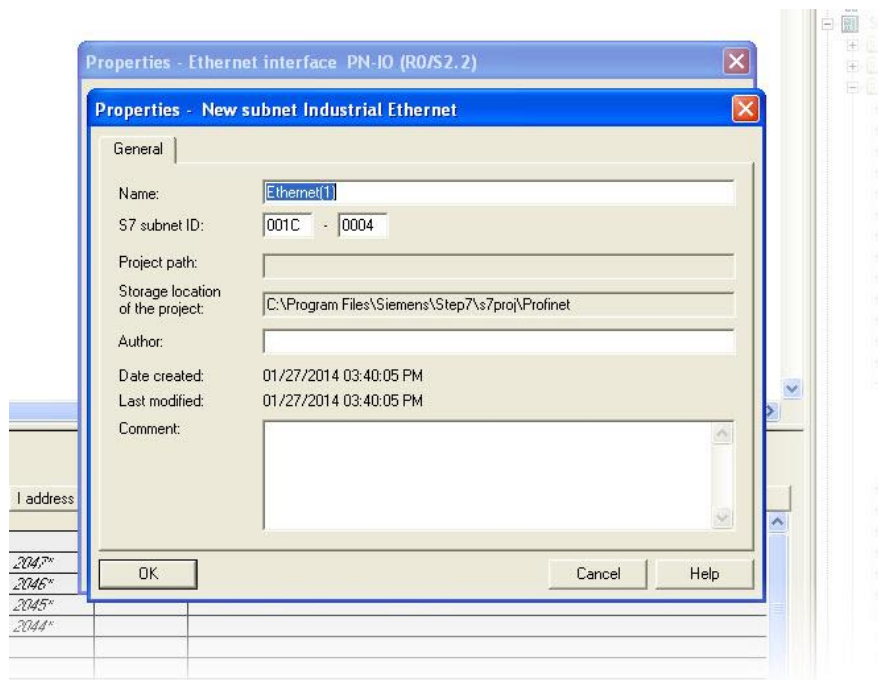 Properties - Ethernet interface PN-IO (R0/S2.2)
Properties - New subnet Industrial Ethernet
General
Name: Ethernet(1)
S7 subnet ID: 001C - 0004
Project path:
Storage location
of the project: C:\Program Files\Siemens\Step7\s7proj\Profinet
Author:
Date created: 01/27/2014 03:40:05 PM
Last modified: 01/27/2014 03:40:05 PM
Comment:
I address
2047*
2046*
2045*
2044*
OK Cancel Help